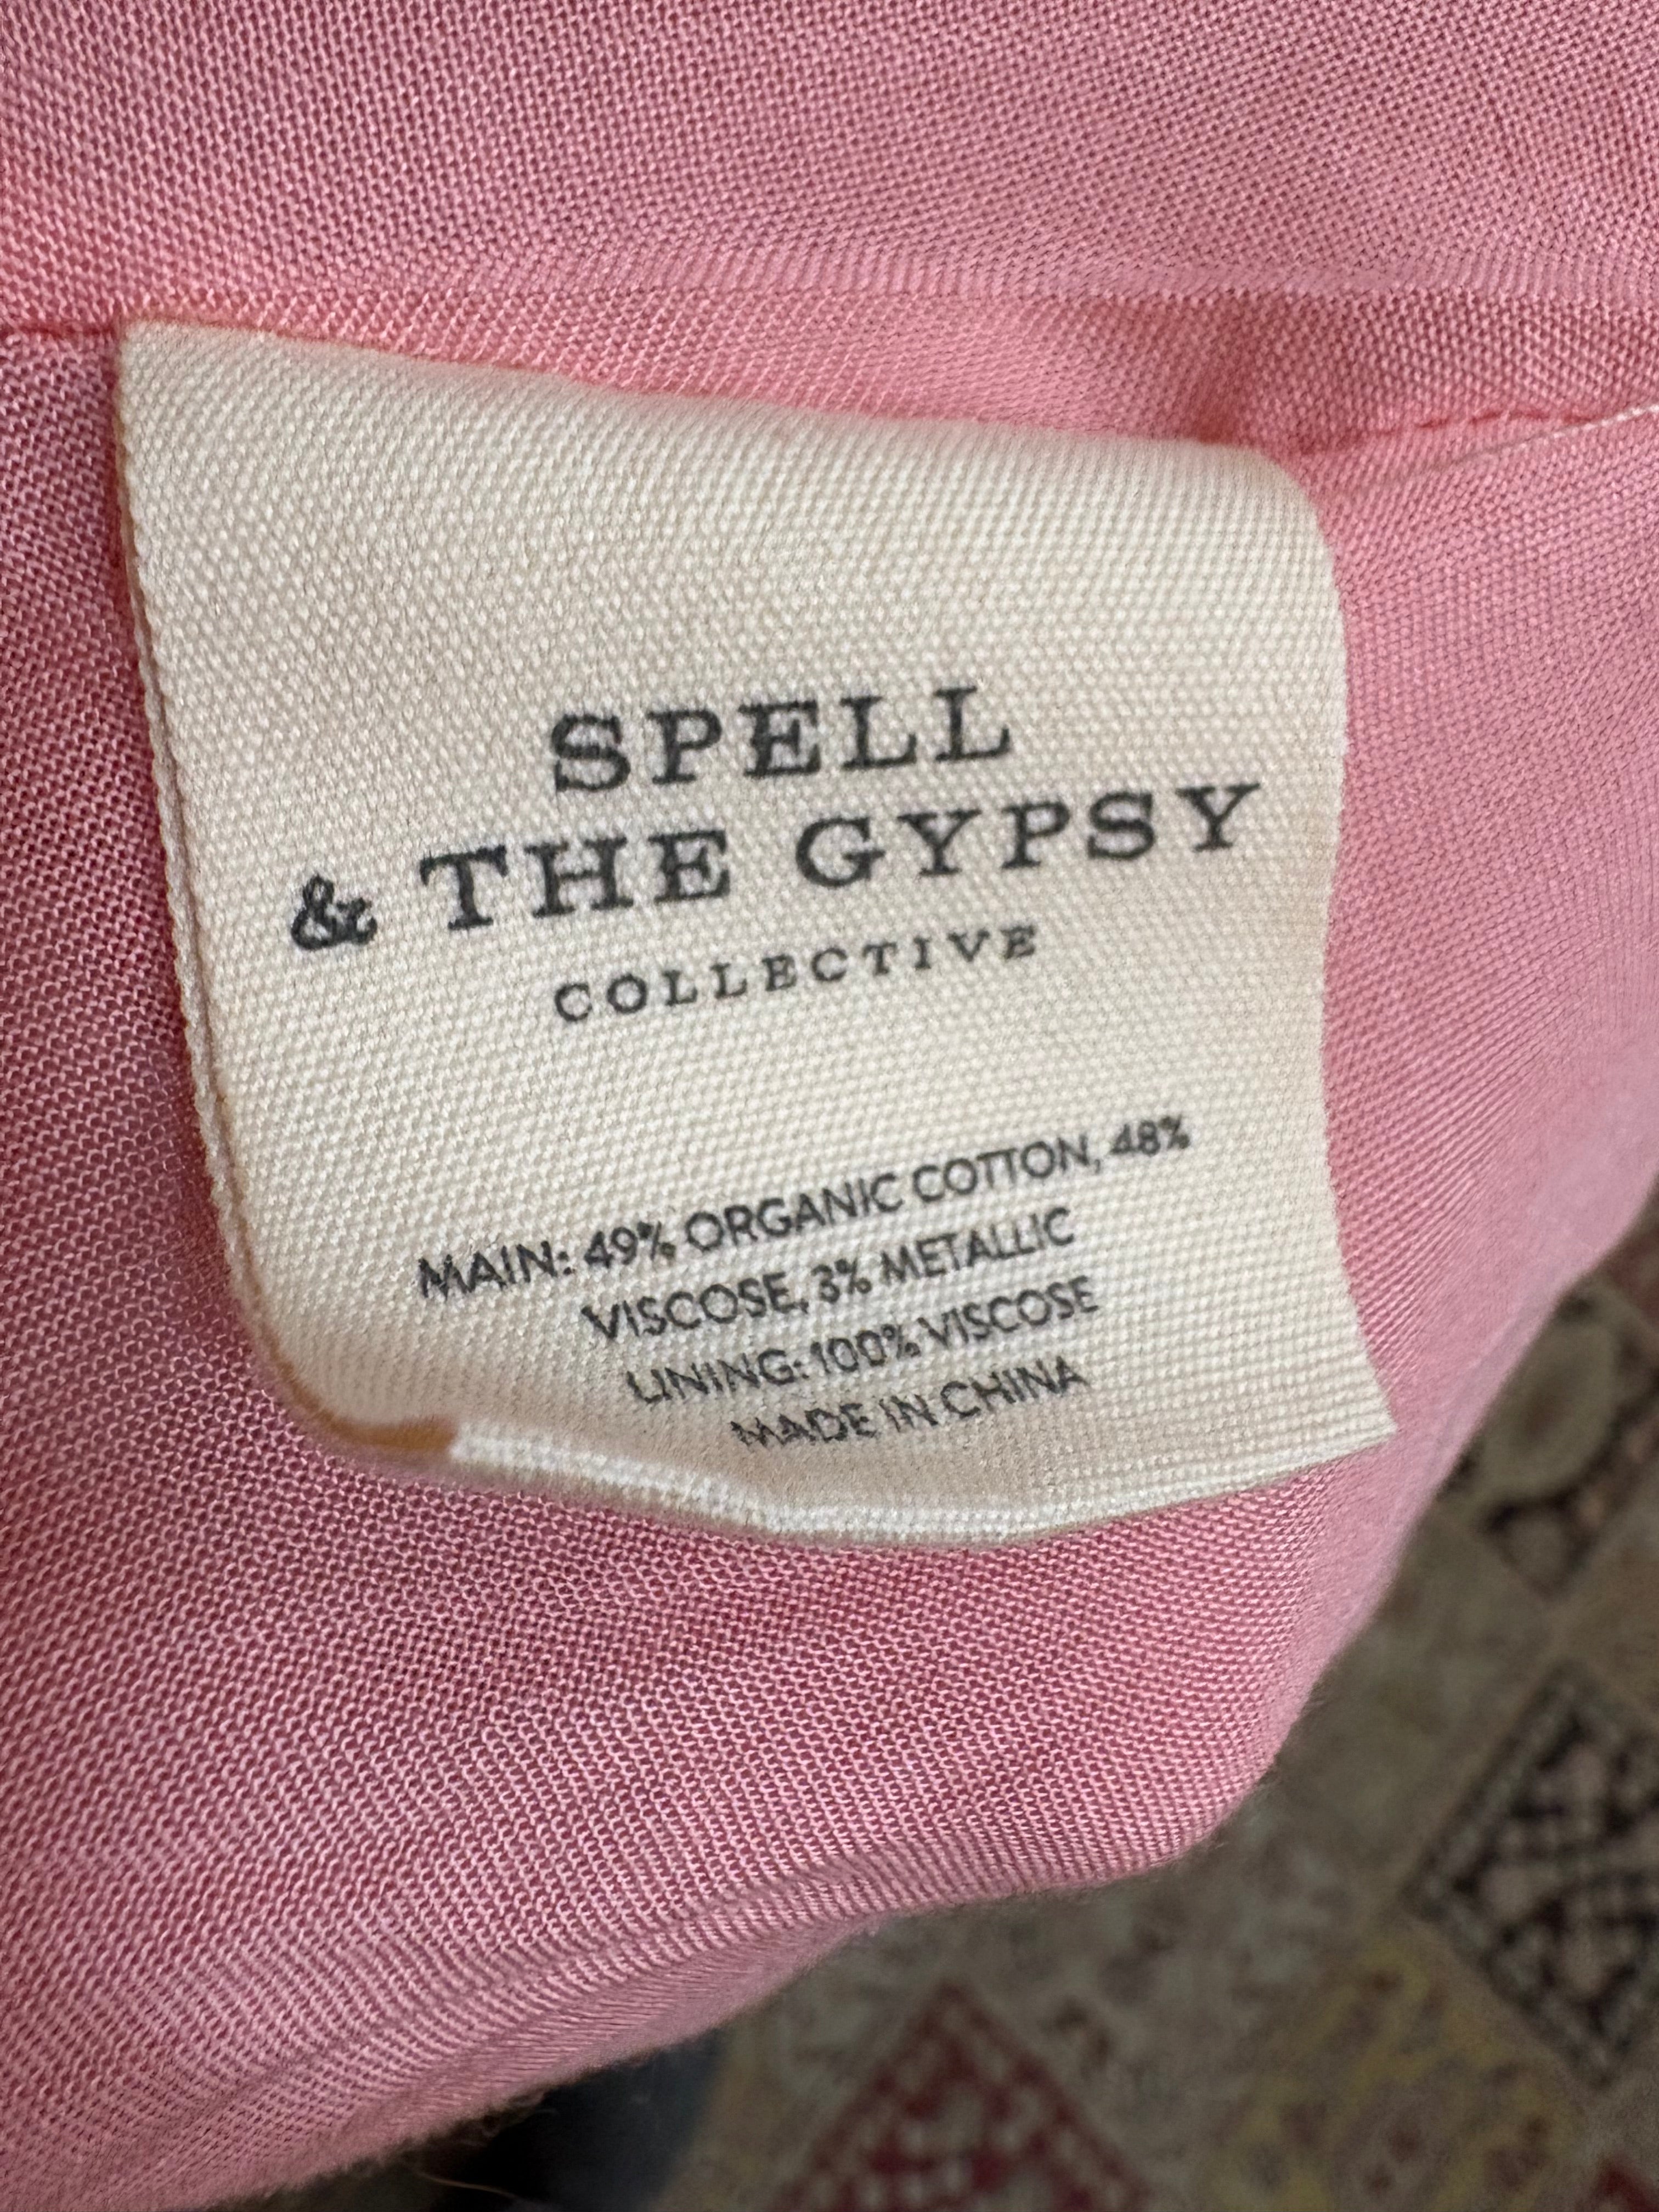 SPELL
& THE GYPSY
COLLECTIVE
MAIN: 49% ORGANIC COTTON, 48%
VISCOSE, 3% METALLIC
LINING: 100% VISCOSE
MADE IN CHINA